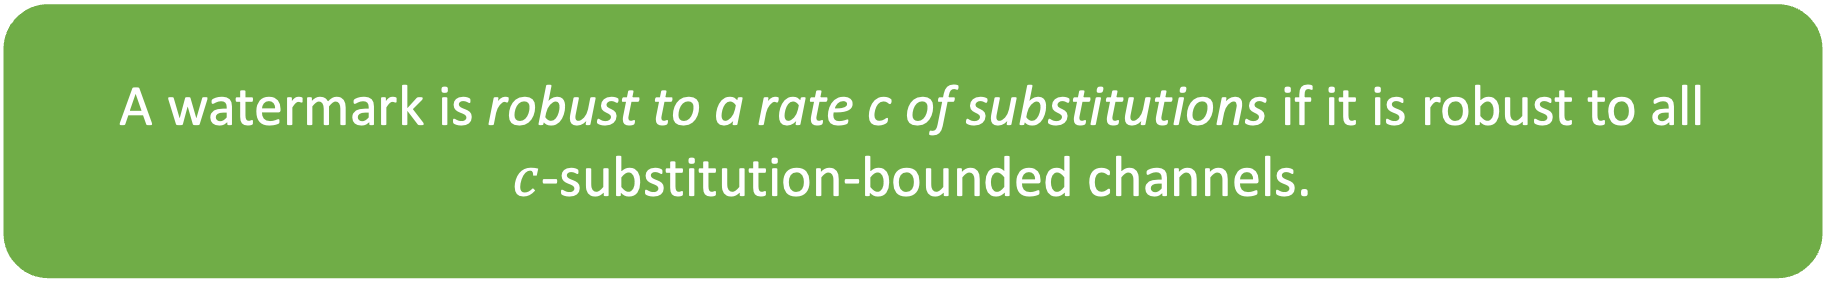 A watermark is robust to a rate c of substitutions if it is robust to all
c-substitution-bounded channels.